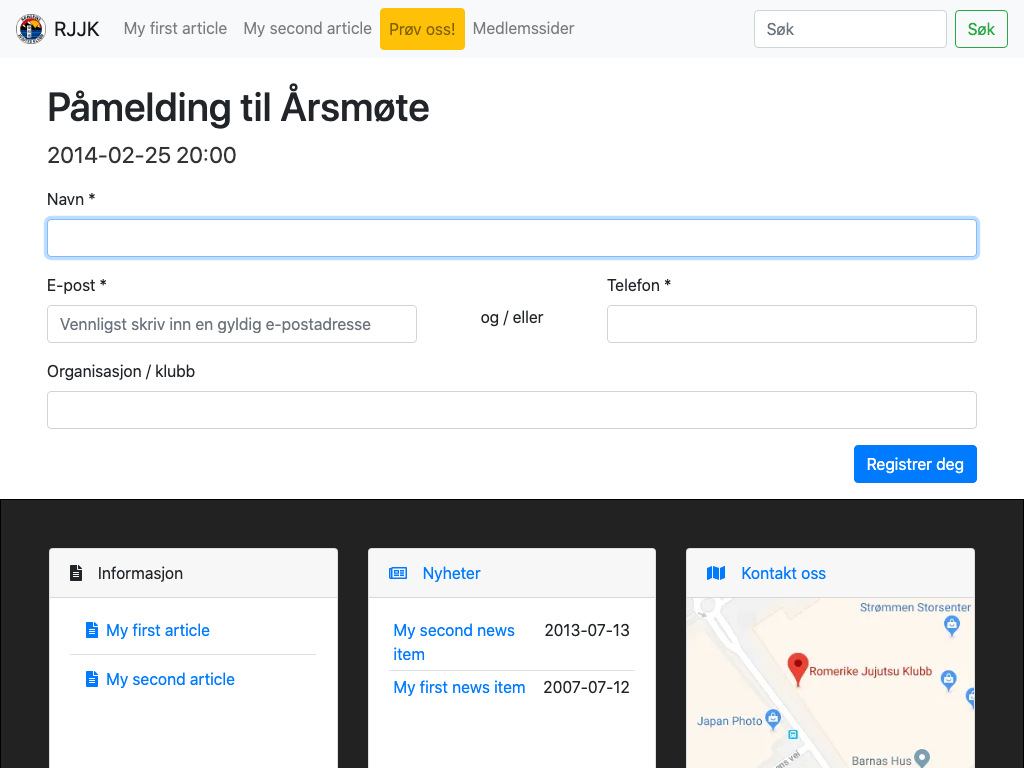 RJJK My first article My second article Prøv oss! Medlemssider Søk Søk
Påmelding til Årsmøte
2014-02-25 20:00
Navn *
E-post * Telefon *
Vennligst skriv inn en gyldig e-postadresse og / eller
Organisasjon / klubb
Registrer deg
Informasjon
My first article
My second article
Nyheter
My second news item 2013-07-13
My first news item 2007-07-12
Kontakt oss
Strømmen Storsenter
Romerike Jujutsu Klubb
Japan Photo
ens vei
Barnas Hus